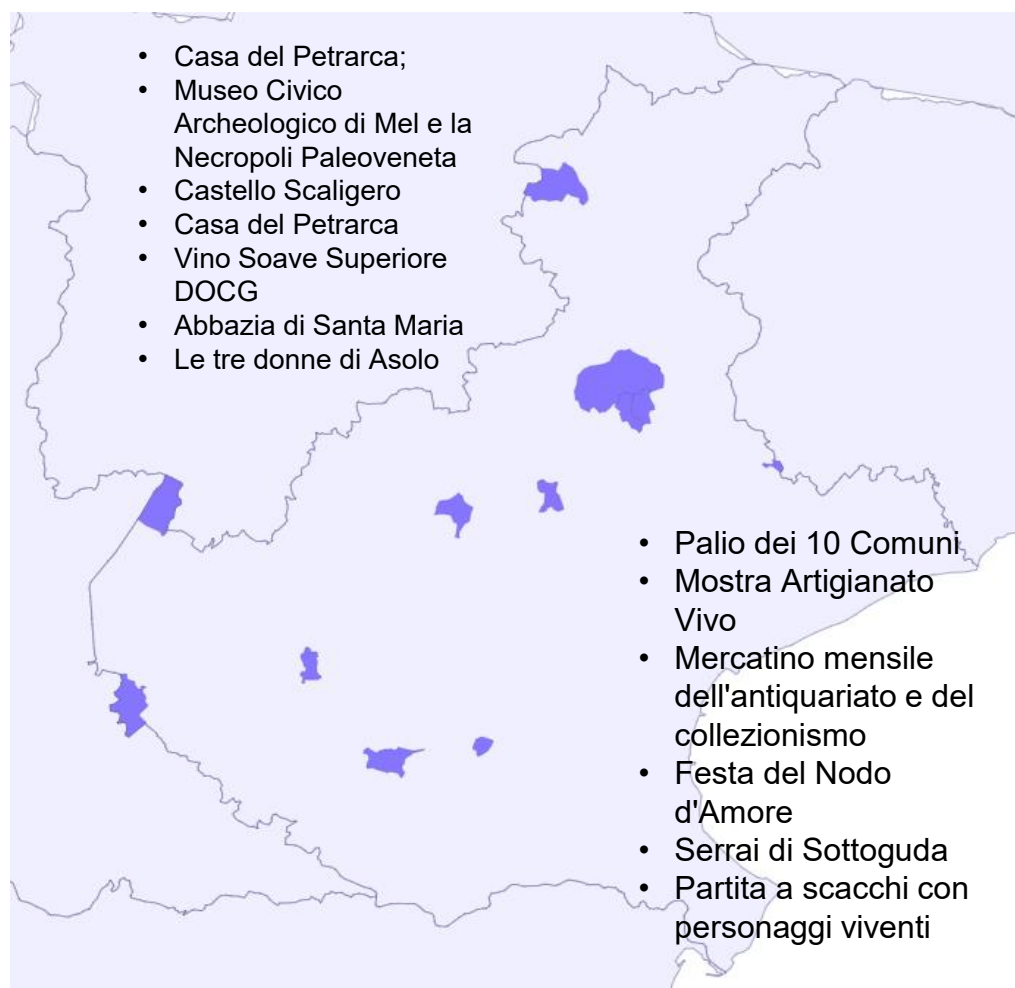 • Casa del Petrarca;
• Museo Civico
Archeologico di Mel e la
Necropoli Paleoveneta
• Castello Scaligero
• Casa del Petrarca
• Vino Soave Superiore
DOCG
• Abbazia di Santa Maria
• Le tre donne di Asolo
• Palio dei 10 Comuni
• Mostra Artigianato
Vivo
• Mercatino mensile
dell'antiquariato e del
collezionismo
• Festa del Nodo
d'Amore
• Serrai di Sottoguda
• Partita a scacchi con
personaggi viventi